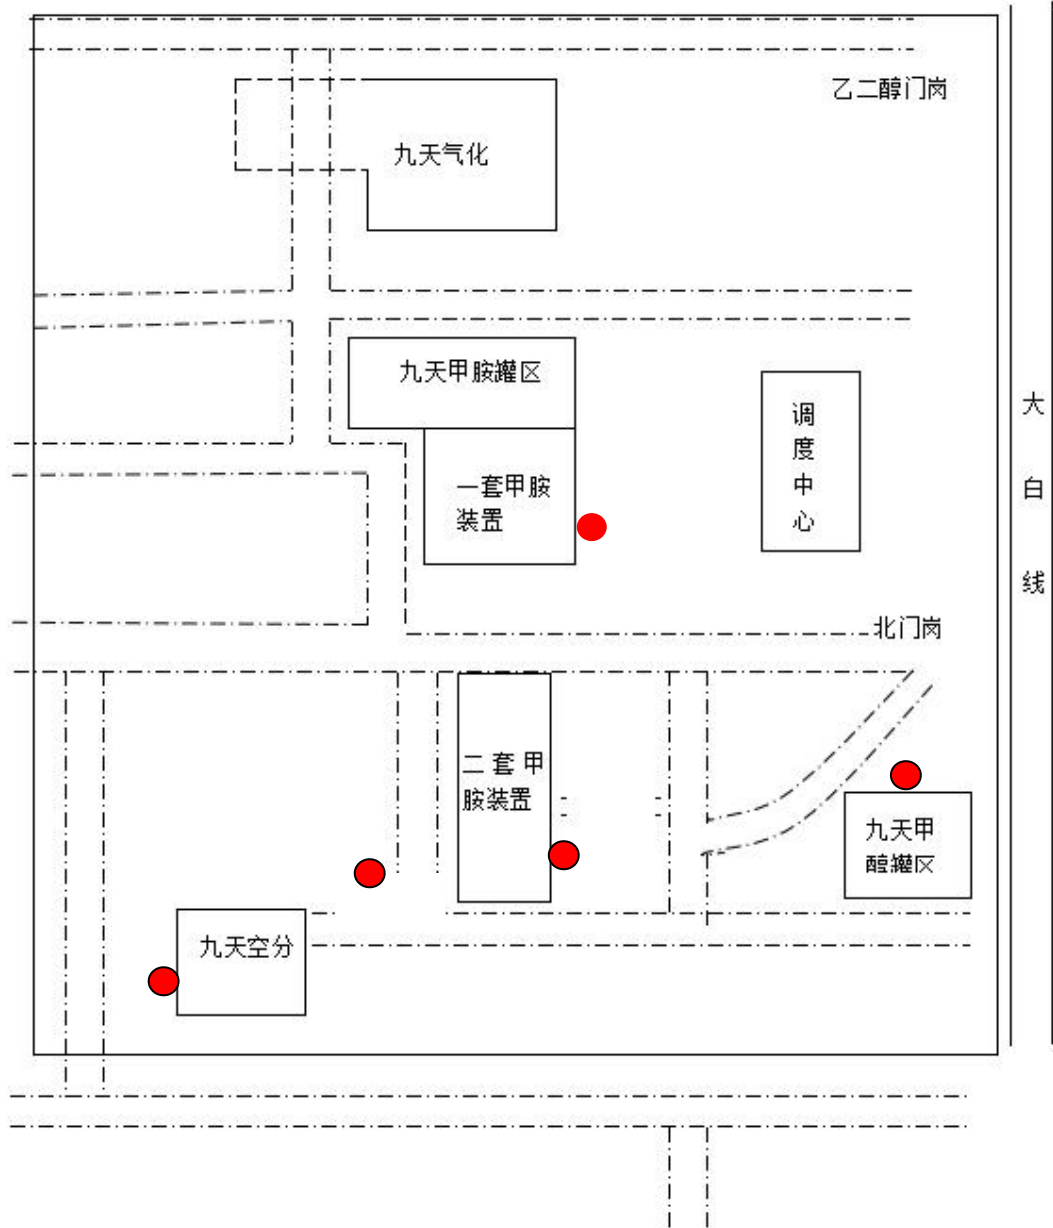 乙二醇门岗
九天气化
九天甲胺罐区
调
度
中
心
大
白
线
一套甲胺
装置
北门岗
二套甲
胺装置
九天甲
醇罐区
九天空分